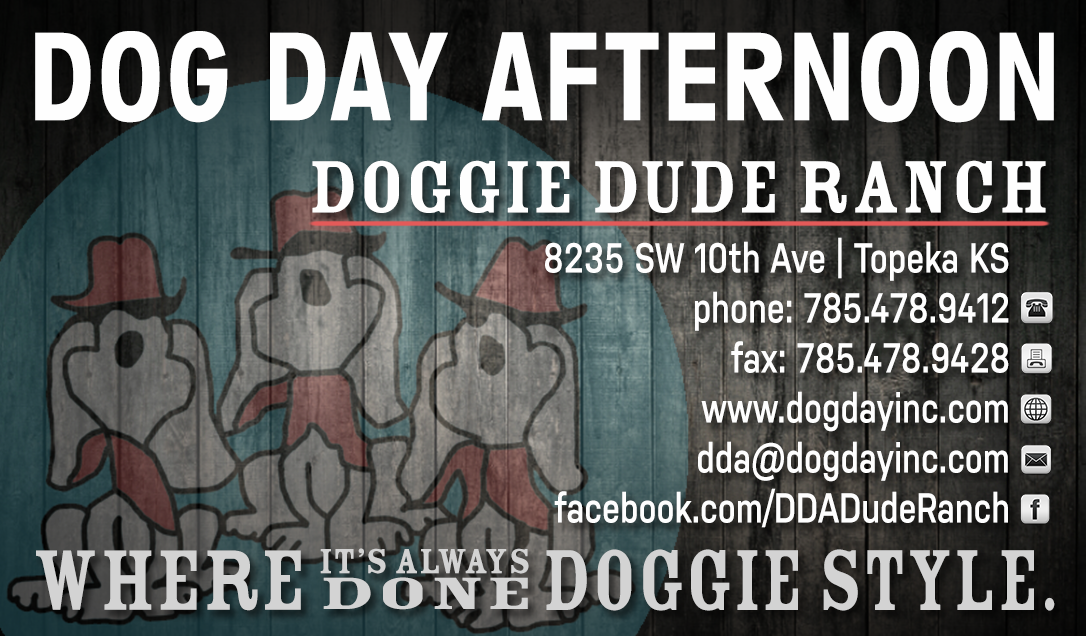 DOG DAY AFTERNOON
DOGGIE DUDE RANCH
8235 SW 10th Ave | Topeka KS
phone: 785.478.9412
fax: 785.478.9428
www.dogdayinc.com
dda@dogdayinc.com
facebook.com/DDADudeRanch
WHERE IT'S ALWAYS DONE DOGGIE STYLE.